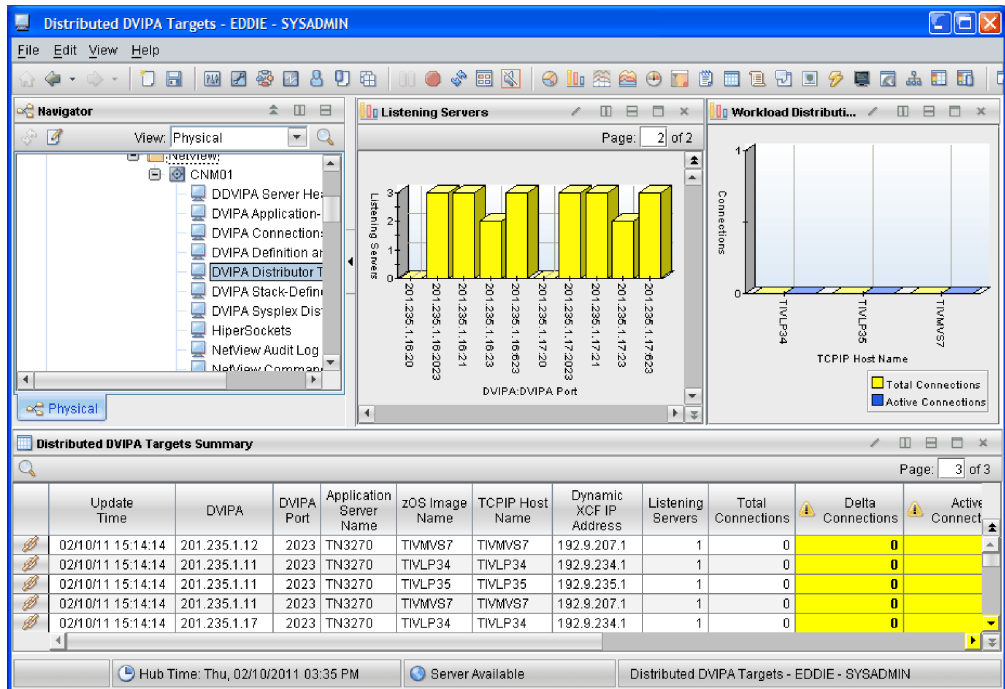 Distributed DVIPA Targets - EDDIE - SYSADMIN
File Edit View Help
Navigator
View: Physical
NetView
CNM01
DDVIPA Server Hea
DVIPA Application-
DVIPA Connections
DVIPA Definition an
DVIPA Distributor T
DVIPA Stack-Define
DVIPA Sysplex Dist
HiperSockets
NetView Audit Log
NetView Comman
Physical
Listening Servers
Page: 2 of 2
Listening Servers
3
2
1
0
201.235.1.16:20
201.235.1.16:2023
201.235.1.16:21
201.235.1.16:23
201.235.1.16:623
201.235.1.17:20
201.235.1.17:2023
201.235.1.17:21
201.235.1.17:23
201.235.1.17:623
DVIPA:DVIPA Port
Workload Distributi...
Connections
1
0
TIVLP34
TIVLP35
TIVMVS7
TCPIP Host Name
Total Connections
Active Connections
Distributed DVIPA Targets Summary
Page: 3 of 3
Update Time DVIPA DVIPA Port Application Server Name zOS Image Name TCPIP Host Name Dynamic XCF IP Address Listening Servers Total Connections Delta Connections Active Connect
02/10/11 15:14:14 201.235.1.12 2023 TN3270 TIVMVS7 TIVMVS7 192.9.207.1 1 0 0
02/10/11 15:14:14 201.235.1.11 2023 TN3270 TIVLP34 TIVLP34 192.9.234.1 1 0 0
02/10/11 15:14:14 201.235.1.11 2023 TN3270 TIVLP35 TIVLP35 192.9.235.1 1 0 0
02/10/11 15:14:14 201.235.1.11 2023 TN3270 TIVMVS7 TIVMVS7 192.9.207.1 1 0 0
02/10/11 15:14:14 201.235.1.17 2023 TN3270 TIVLP34 TIVLP34 192.9.234.1 1 0 0
Hub Time: Thu, 02/10/2011 03:35 PM
Server Available
Distributed DVIPA Targets - EDDIE - SYSADMIN